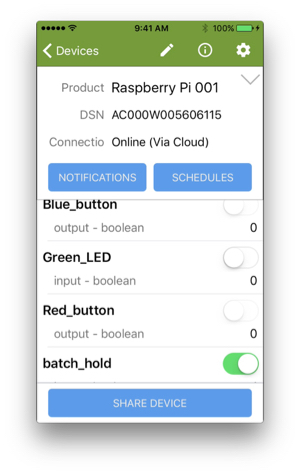 9:41 AM 100%
Devices
Product Raspberry Pi 001
DSN AC000W005606115
Connectio Online (Via Cloud)
NOTIFICATIONS SCHEDULES
Blue_button
output - boolean 0
Green_LED
input - boolean 0
Red_button
output - boolean 0
batch_hold
SHARE DEVICE